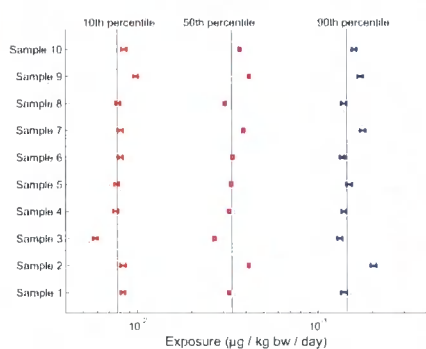 10th percentile 50th percentile 90th percentile
Sample 10
Sample 9
Sample 8
Sample 7
Sample 6
Sample 5
Sample 4
Sample 3
Sample 2
Sample 1
10⁻² 10⁻¹
Exposure (µg / kg bw / day)